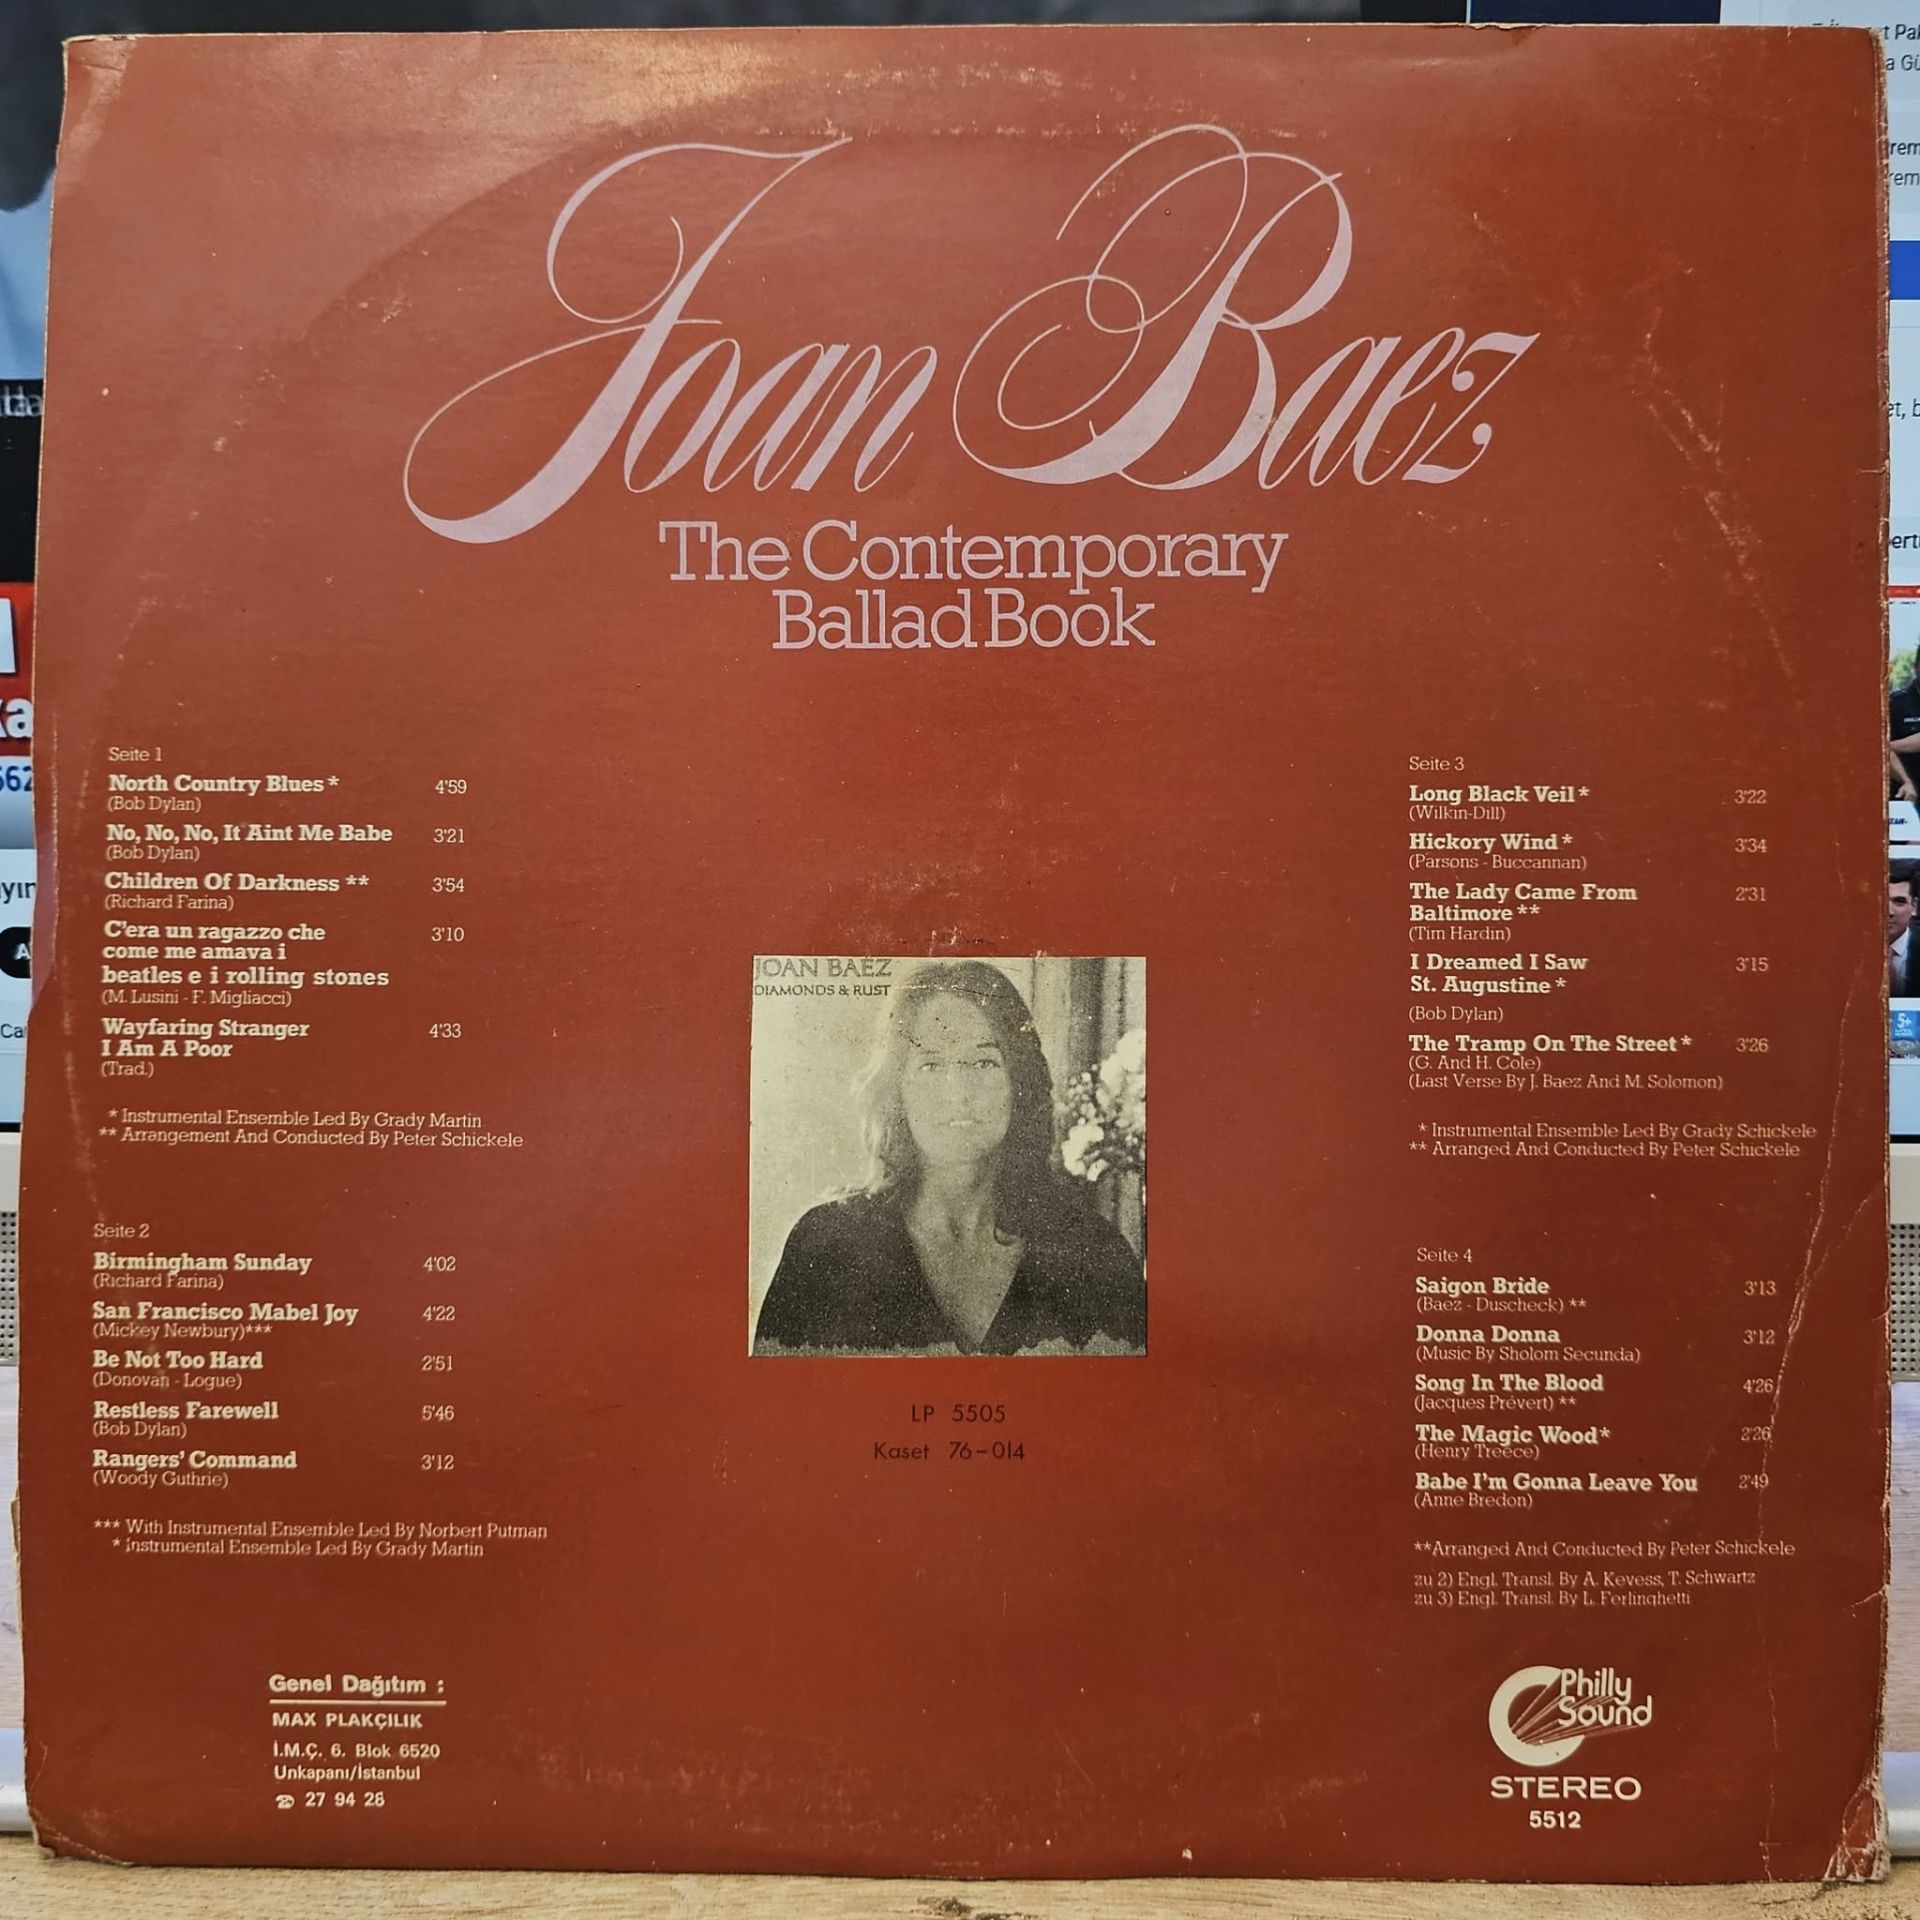 Joan Baez
The Contemporary
Ballad Book
Seite 1
North Country Blues * 4'59
(Bob Dylan)
No, No, No, It Aint Me Babe 3'21
(Bob Dylan)
Children Of Darkness ** 3'54
(Richard Farina)
C'era un ragazzo che 3'10
come me amava i
beatles e i rolling stones
(M. Lusini - F. Migliacci)
Wayfaring Stranger 4'33
I Am A Poor
(Trad.)
* Instrumental Ensemble Led By Grady Martin
** Arrangement And Conducted By Peter Schickele
Seite 2
Birmingham Sunday 4'02
(Richard Farina)
San Francisco Mabel Joy 4'22
(Mickey Newbury)***
Be Not Too Hard 2'51
(Donovan - Logue)
Restless Farewell 5'46
(Bob Dylan)
Rangers' Command 3'12
(Woody Guthrie)
*** With Instrumental Ensemble Led By Norbert Putman
* Instrumental Ensemble Led By Grady Martin
JOAN BAEZ
DIAMONDS & RUST
LP 5505
Kaset 76-014
Seite 3
Long Black Veil * 3'22
(Wilkin-Dill)
Hickory Wind * 3'34
(Parsons - Buccannan)
The Lady Came From 2'31
Baltimore **
(Tim Hardin)
I Dreamed I Saw 3'15
St. Augustine *
(Bob Dylan)
The Tramp On The Street * 3'26
(G. And H. Cole)
(Last Verse By J. Baez And M. Solomon)
* Instrumental Ensemble Led By Grady Schickele
** Arranged And Conducted By Peter Schickele
Seite 4
Saigon Bride 3'13
(Baez - Duscheck) **
Donna Donna 3'12
(Music By Sholom Secunda)
Song In The Blood 4'26
(Jacques Prévert) **
The Magic Wood* 2'26
(Henry Treece)
Babe I'm Gonna Leave You 2'49
(Anne Bredon)
**Arranged And Conducted By Peter Schickele
zu 2) Engl. Transl. By A. Kevess, T. Schwartz
zu 3) Engl. Transl. By L. Ferlinghetti
Genel Dağıtım :
MAX PLAKÇILIK
İ.M.Ç. 6. Blok 6520
Unkapanı/İstanbul
☎ 27 94 28
Philly
Sound
STEREO
5512